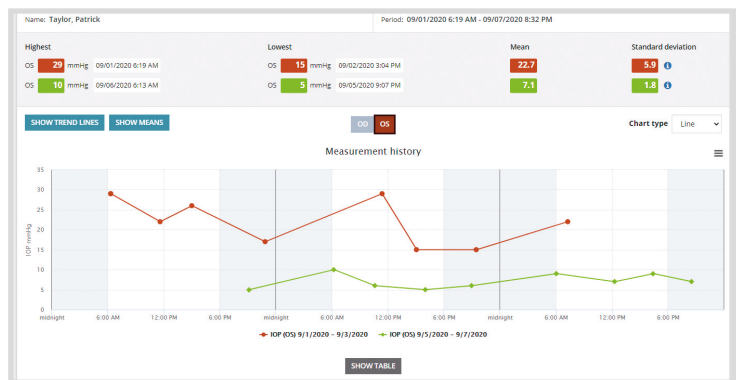 Name: Taylor, Patrick Period: 09/01/2020 6:19 AM - 09/07/2020 8:32 PM
Highest Lowest Mean Standard deviation
OS 29 mmHg 09/01/2020 6:19 AM OS 15 mmHg 09/02/2020 3:04 PM 22.7 5.9
OS 10 mmHg 09/06/2020 6:13 AM OS 5 mmHg 09/05/2020 9:07 PM 7.1 1.8
SHOW TREND LINES SHOW MEANS OD OS Chart type Line
Measurement history
35
30
25
20
15
10
5
0
IOP mmHg
midnight 6:00 AM 12:00 PM 6:00 PM midnight 6:00 AM 12:00 PM 6:00 PM midnight 6:00 AM 12:00 PM 6:00 PM
IOP (OS) 9/1/2020 – 9/3/2020 IOP (OS) 9/5/2020 – 9/7/2020
SHOW TABLE